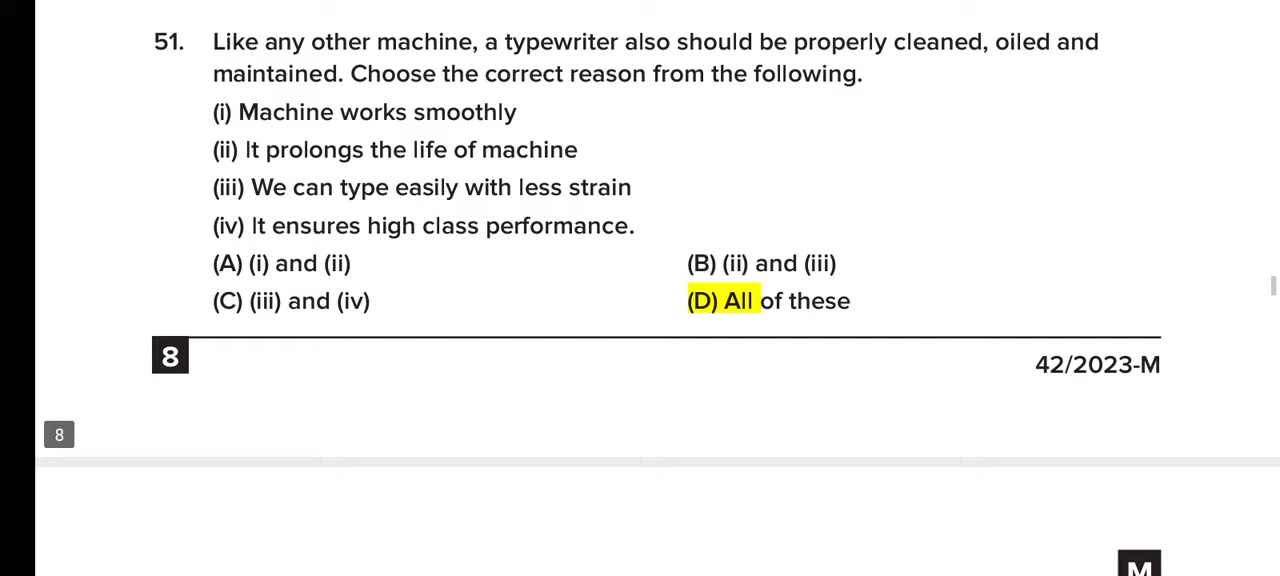 51. Like any other machine, a typewriter also should be properly cleaned, oiled and
maintained. Choose the correct reason from the following.
(i) Machine works smoothly
(ii) It prolongs the life of machine
(iii) We can type easily with less strain
(iv) It ensures high class performance.
(A) (i) and (ii) (B) (ii) and (iii)
(C) (iii) and (iv) (D) All of these
8
42/2023-M
8
M